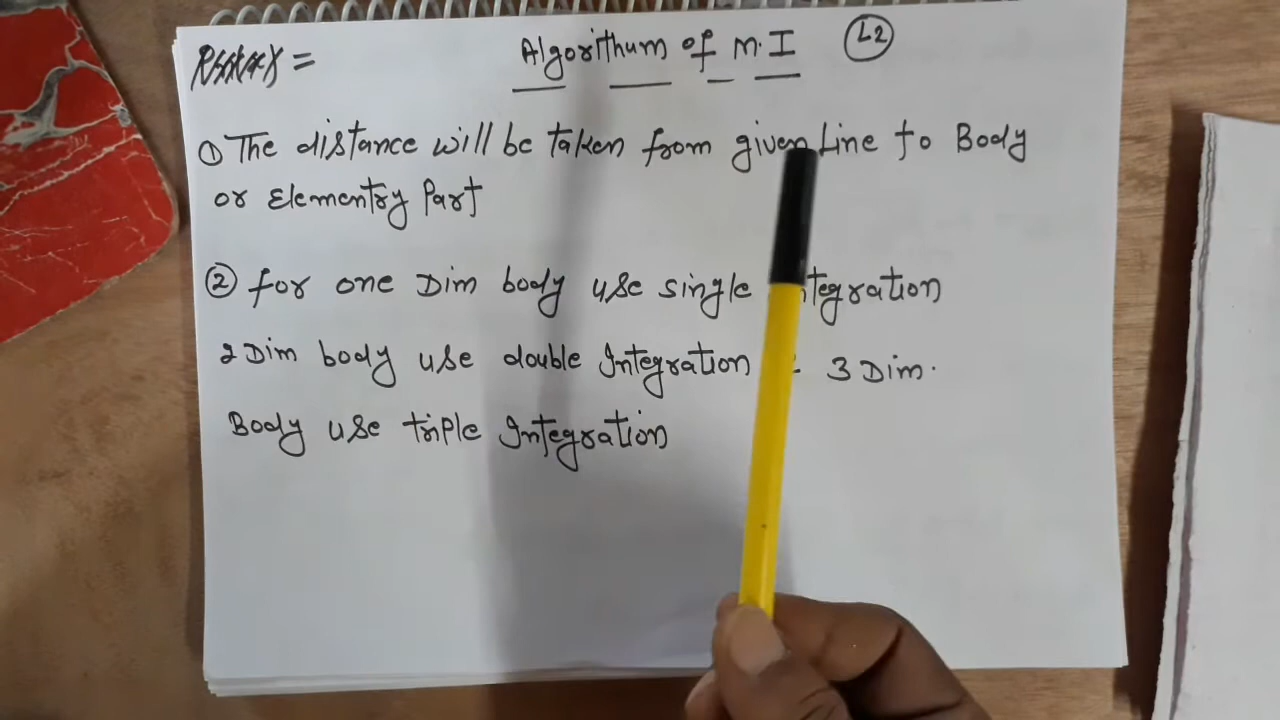 Algorithum of M.I L2
① The distance will be taken from given Line to Body
or Elementry Part
② for one Dim body use single
2 Dim body use double Integration 3 Dim.
Body use triple Integration